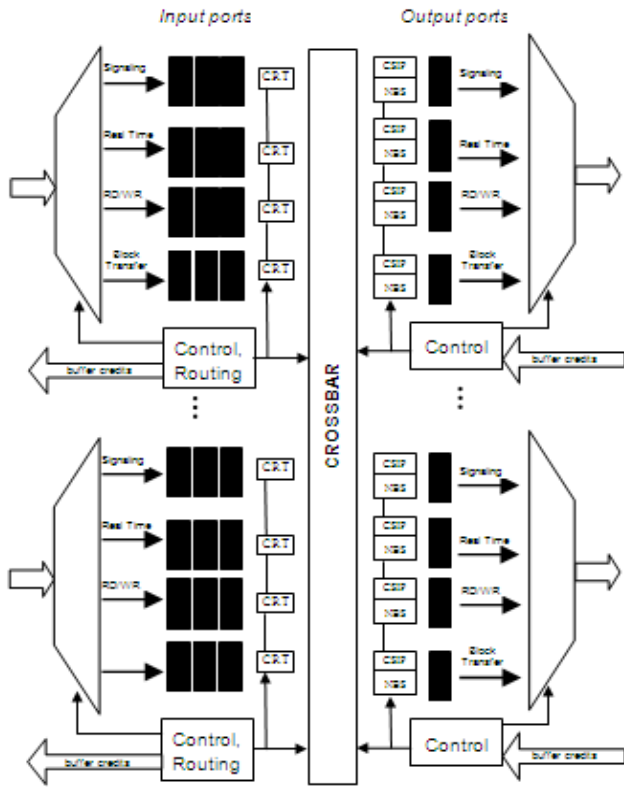 Input ports
Output ports
Signaling
CRT
CSIP
NBS
Signaling
Real Time
CRT
CSIP
NBS
Real Time
RD/WR
CRT
CSIP
NBS
RD/WR
Block
Transfer
CRT
CSIP
NBS
Block
Transfer
Control,
Routing
Control
buffer credits
buffer credits
CROSSBAR
Signaling
CRT
CSIP
NBS
Signaling
Real Time
CRT
CSIP
NBS
Real Time
RD/WR
CRT
CSIP
NBS
RD/WR
CRT
CSIP
NBS
Block
Transfer
Control,
Routing
Control
buffer credits
buffer credits